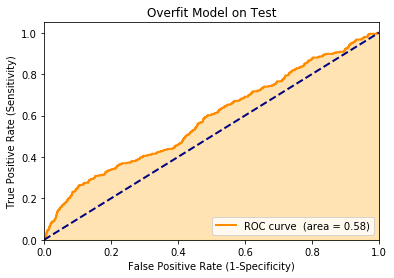 Overfit Model on Test
True Positive Rate (Sensitivity)
1.0
0.8
0.6
0.4
0.2
0.0
ROC curve (area = 0.58)
0.0 0.2 0.4 0.6 0.8 1.0
False Positive Rate (1-Specificity)